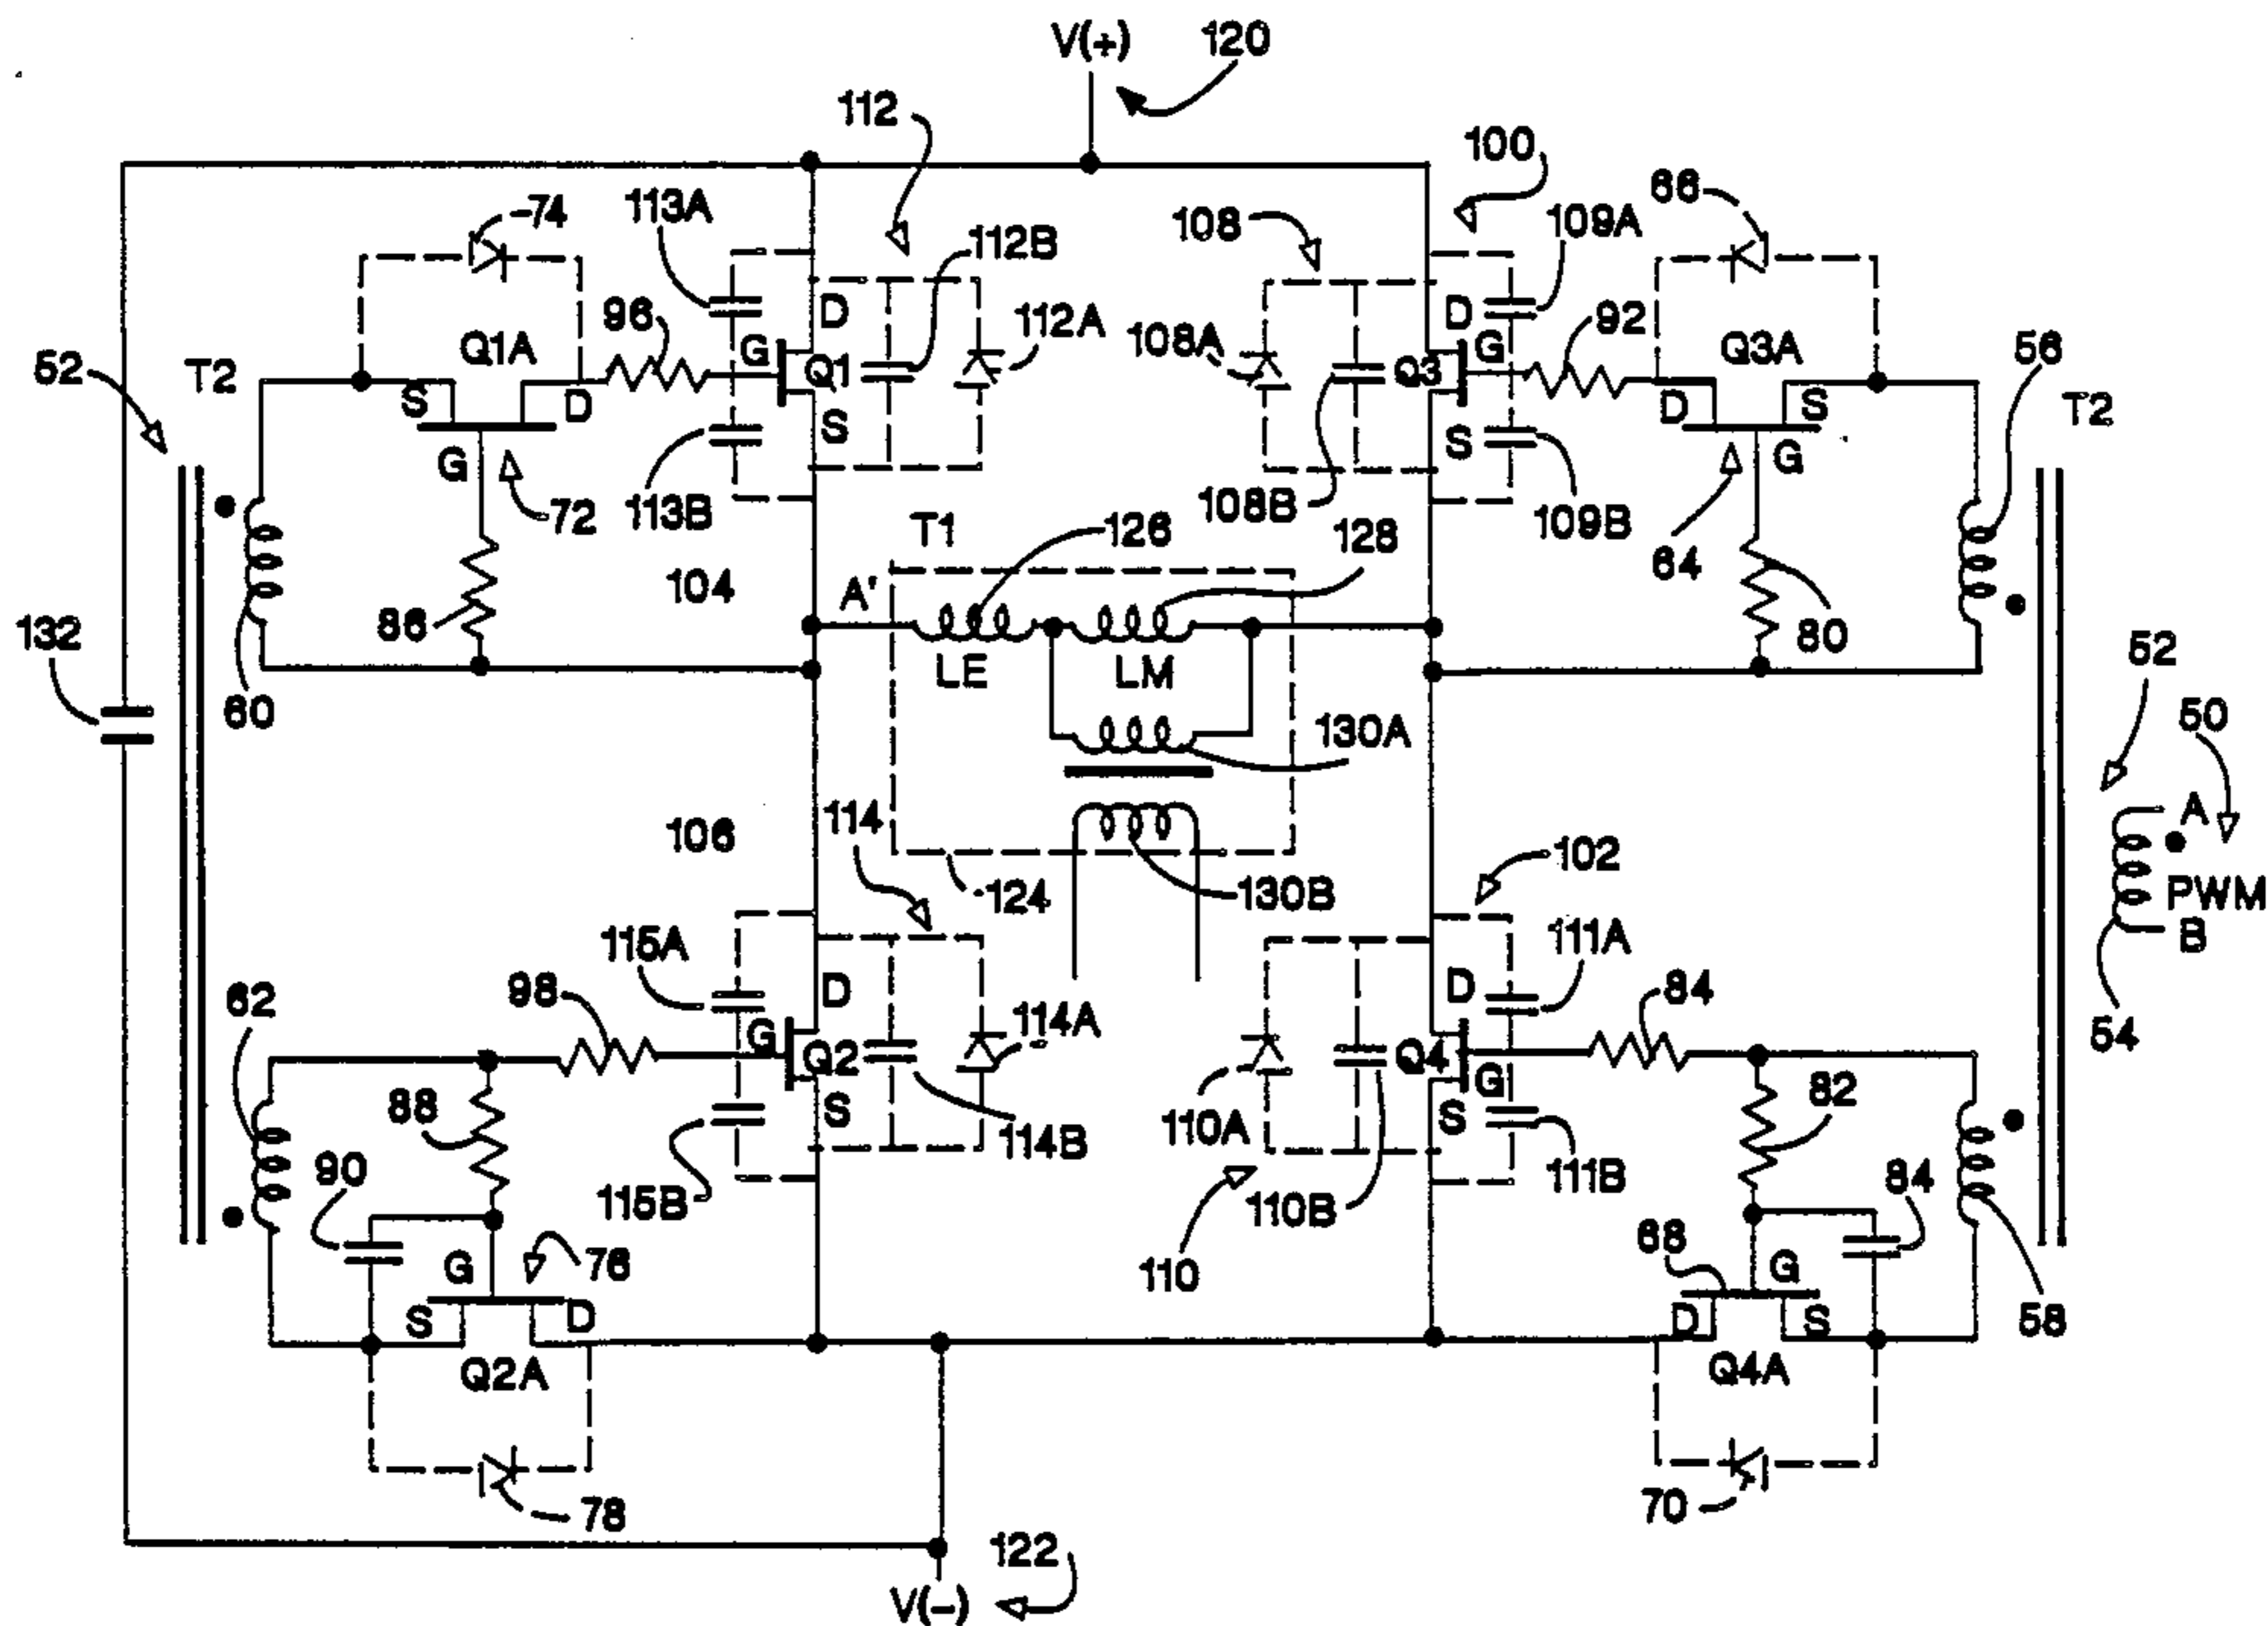 V(+) 120
112
100
113A
-74
108
109A
66
112B
D
D
96
112A
108A
92
Q1A
G
Q1
Q3
G
Q3A
56
52
T2
S
D
S
S
D
S
T2
G
72
113B
108B
109B
64
G
T1
126
128
104
A'
86
80
132
LE
LM
52
60
130A
50
106
114
A
102
PWM
130B
-124
B
115A
111A
98
D
D
84
62
G
Q2
114A
Q4
G
54
88
S
S
82
90
114B
110A
111B
84
115B
110B
G
76
110
68
G
S
D
D
S
58
Q2A
Q4A
78
70
122
V(-)